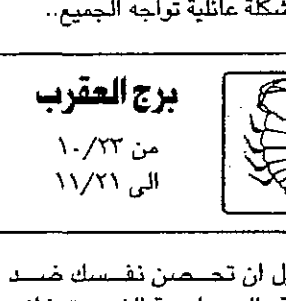 شكلة عائلية تواجه الجميع..
برج العقرب
من ١٠/٢٣
الى ١١/٢١
ل ان تحصن نفسك ضد